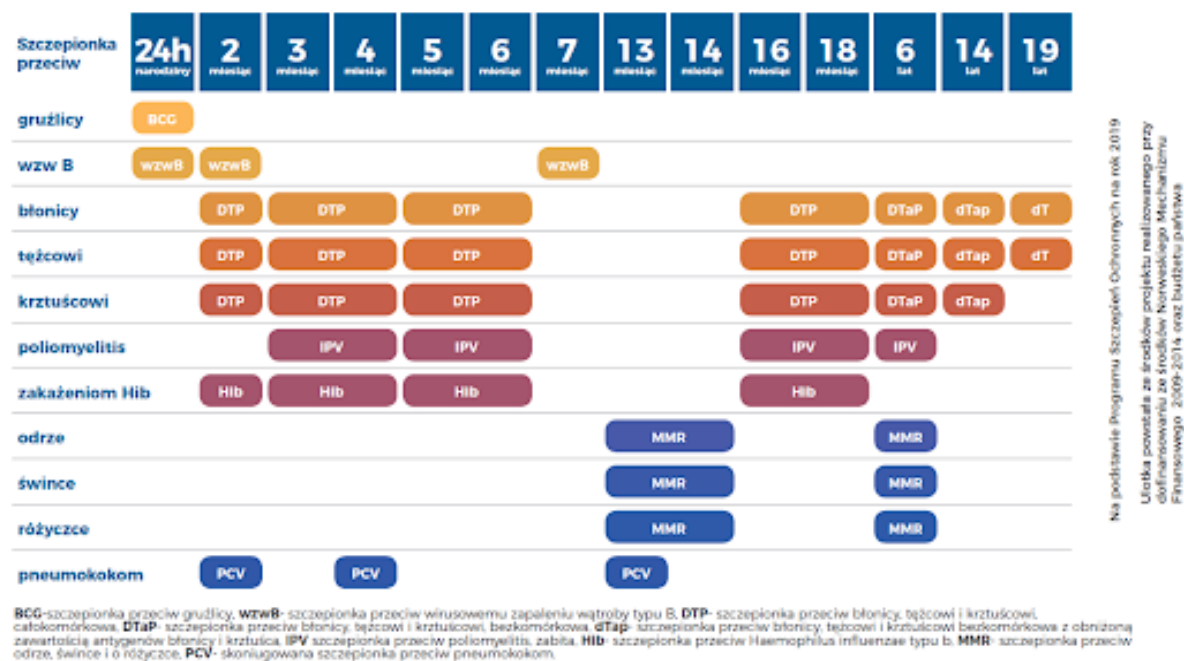 Szczepionka przeciw 24h narodziny 2 miesiąc 3 miesiąc 4 miesiąc 5 miesiąc 6 miesiąc 7 miesiąc 13 miesiąc 14 miesiąc 16 miesiąc 18 miesiąc 6 lat 14 lat 19 lat
gruźlicy BCG
wzw B wzwB wzwB wzwB
błonicy DTP DTP DTP DTP DTaP dTap dT
tężcowi DTP DTP DTP DTP DTaP dTap dT
krztuścowi DTP DTP DTP DTP DTaP dTap
poliomyelitis IPV IPV IPV IPV
zakażeniom Hib Hib Hib Hib Hib
odrze MMR MMR
śwince MMR MMR
różyczce MMR MMR
pneumokokom PCV PCV PCV
BCG-szczepionka przeciw gruźlicy, wzwB- szczepionka przeciw wirusowemu zapaleniu wątroby typu B, DTP- szczepionka przeciw błonicy, tężcowi i krztuścowi,
całokomórkowa, DTaP- szczepionka przeciw błonicy, tężcowi i krztuścowi, bezkomórkowa, dTap- szczepionka przeciw błonicy, tężcowi i krztuścowi bezkomórkowa z obniżoną
zawartością antygenów błonicy i krztuśca, IPV szczepionka przeciw poliomyelitis, zabita, Hib- szczepionka przeciw Haemophilus influenzae typu b, MMR- szczepionka przeciw
odrze, śwince i o różyczce, PCV- skoniugowana szczepionka przeciw pneumokokom.
Na podstawie Programu Szczepień Ochronnych na rok 2019
Ulotka powstała ze środków projektu realizowanego przy
dofinansowaniu ze środków Norweskiego Mechanizmu
Finansowego 2009-2014 oraz budżetu państwa